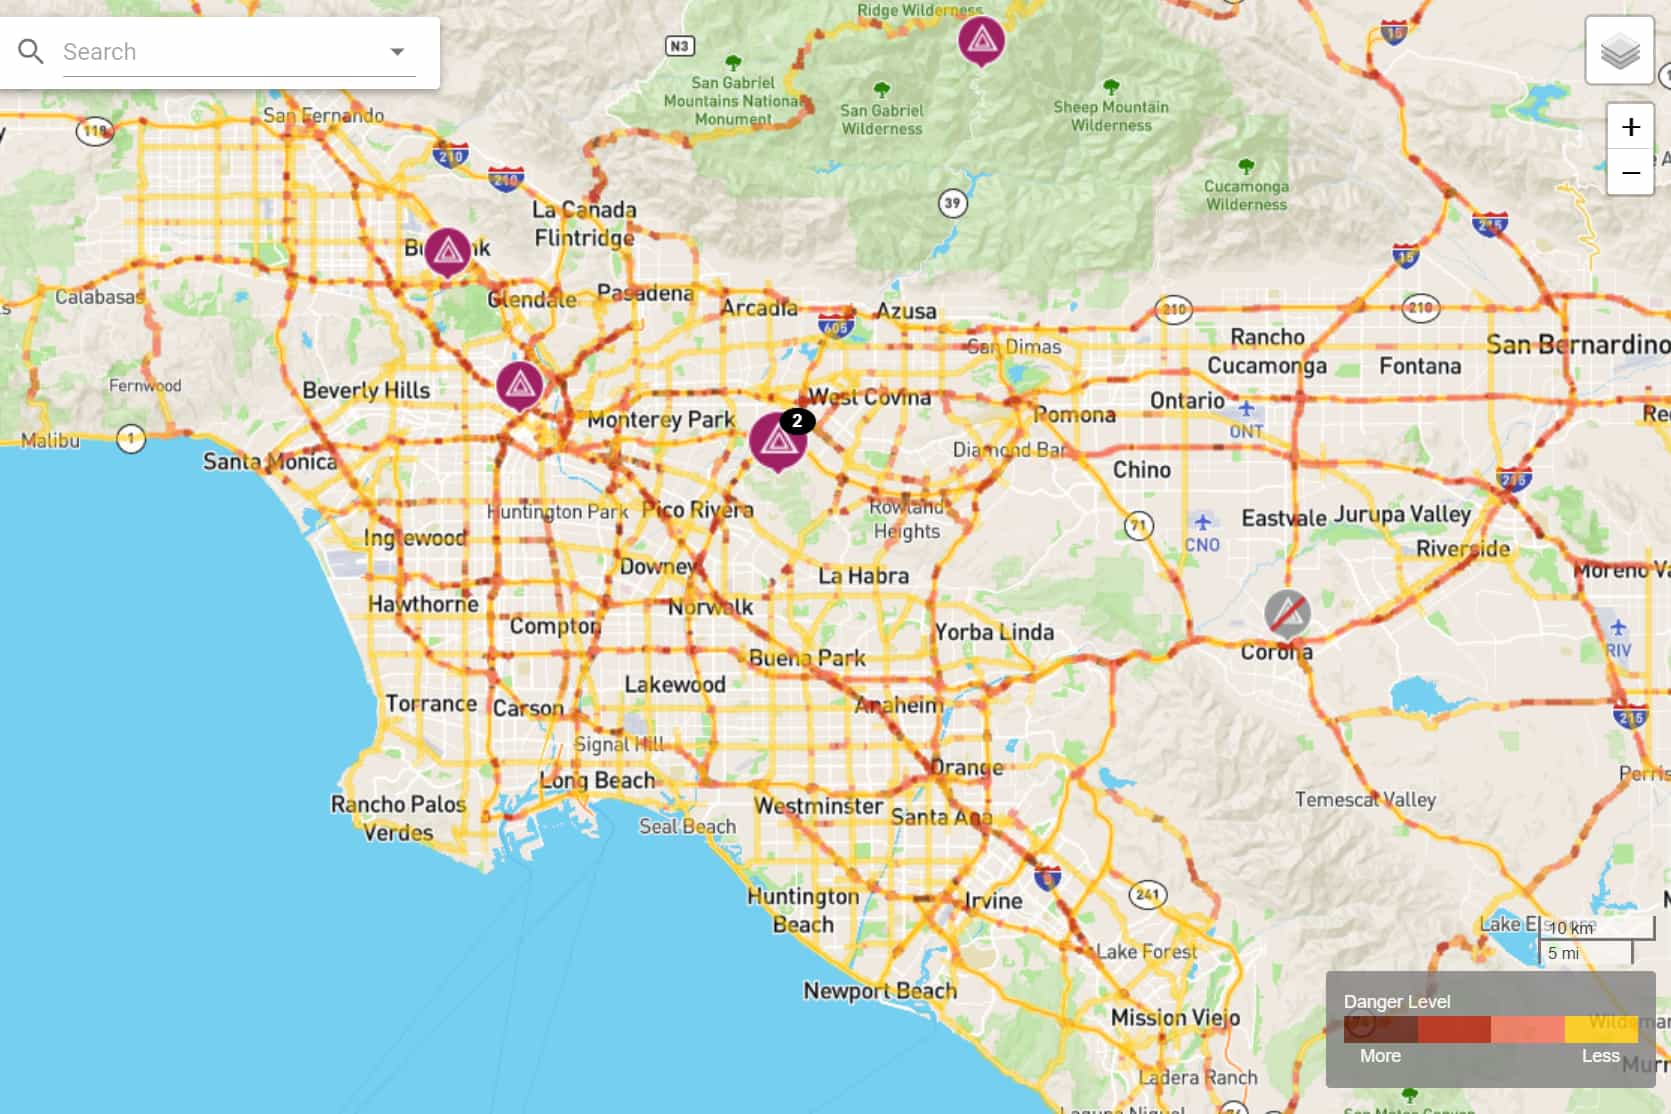 Ridge Wilderness
Search
N3
15
San Gabriel
Mountains National
Monument
San Gabriel
Wilderness
Sheep Mountain
Wilderness
San Fernando
118
210
210
+
−
Cucamonga
Wilderness
39
La Canada
Flintridge
215
15
Calabasas
Glendale
Pasadena
Arcadia
Azusa
210
210
605
San Dimas
Rancho
Cucamonga
Fontana
San Bernardino
Fernwood
Beverly Hills
West Covina
Ontario
Pomona
Monterey Park
2
ONT
Malibu
1
Santa Monica
Diamond Bar
Chino
215
Huntington Park
Pico Rivera
Rowland
Heights
71
CNO
Eastvale
Jurupa Valley
Inglewood
Riverside
Downey
La Habra
Moreno Va
Hawthorne
Norwalk
Compton
Yorba Linda
Corona
RIV
Buena Park
Lakewood
Torrance
Carson
Anaheim
215
Signal Hill
Long Beach
Orange
Perris
Rancho Palos
Verdes
Westminster
Santa Ana
Temescal Valley
Seal Beach
5
Huntington
Beach
Irvine
241
Lake Elsinore
10 km
5 mi
Lake Forest
Newport Beach
Danger Level
74
More
Less
Mission Viejo
Ladera Ranch
Laguna Niguel
San Mateo Canyon